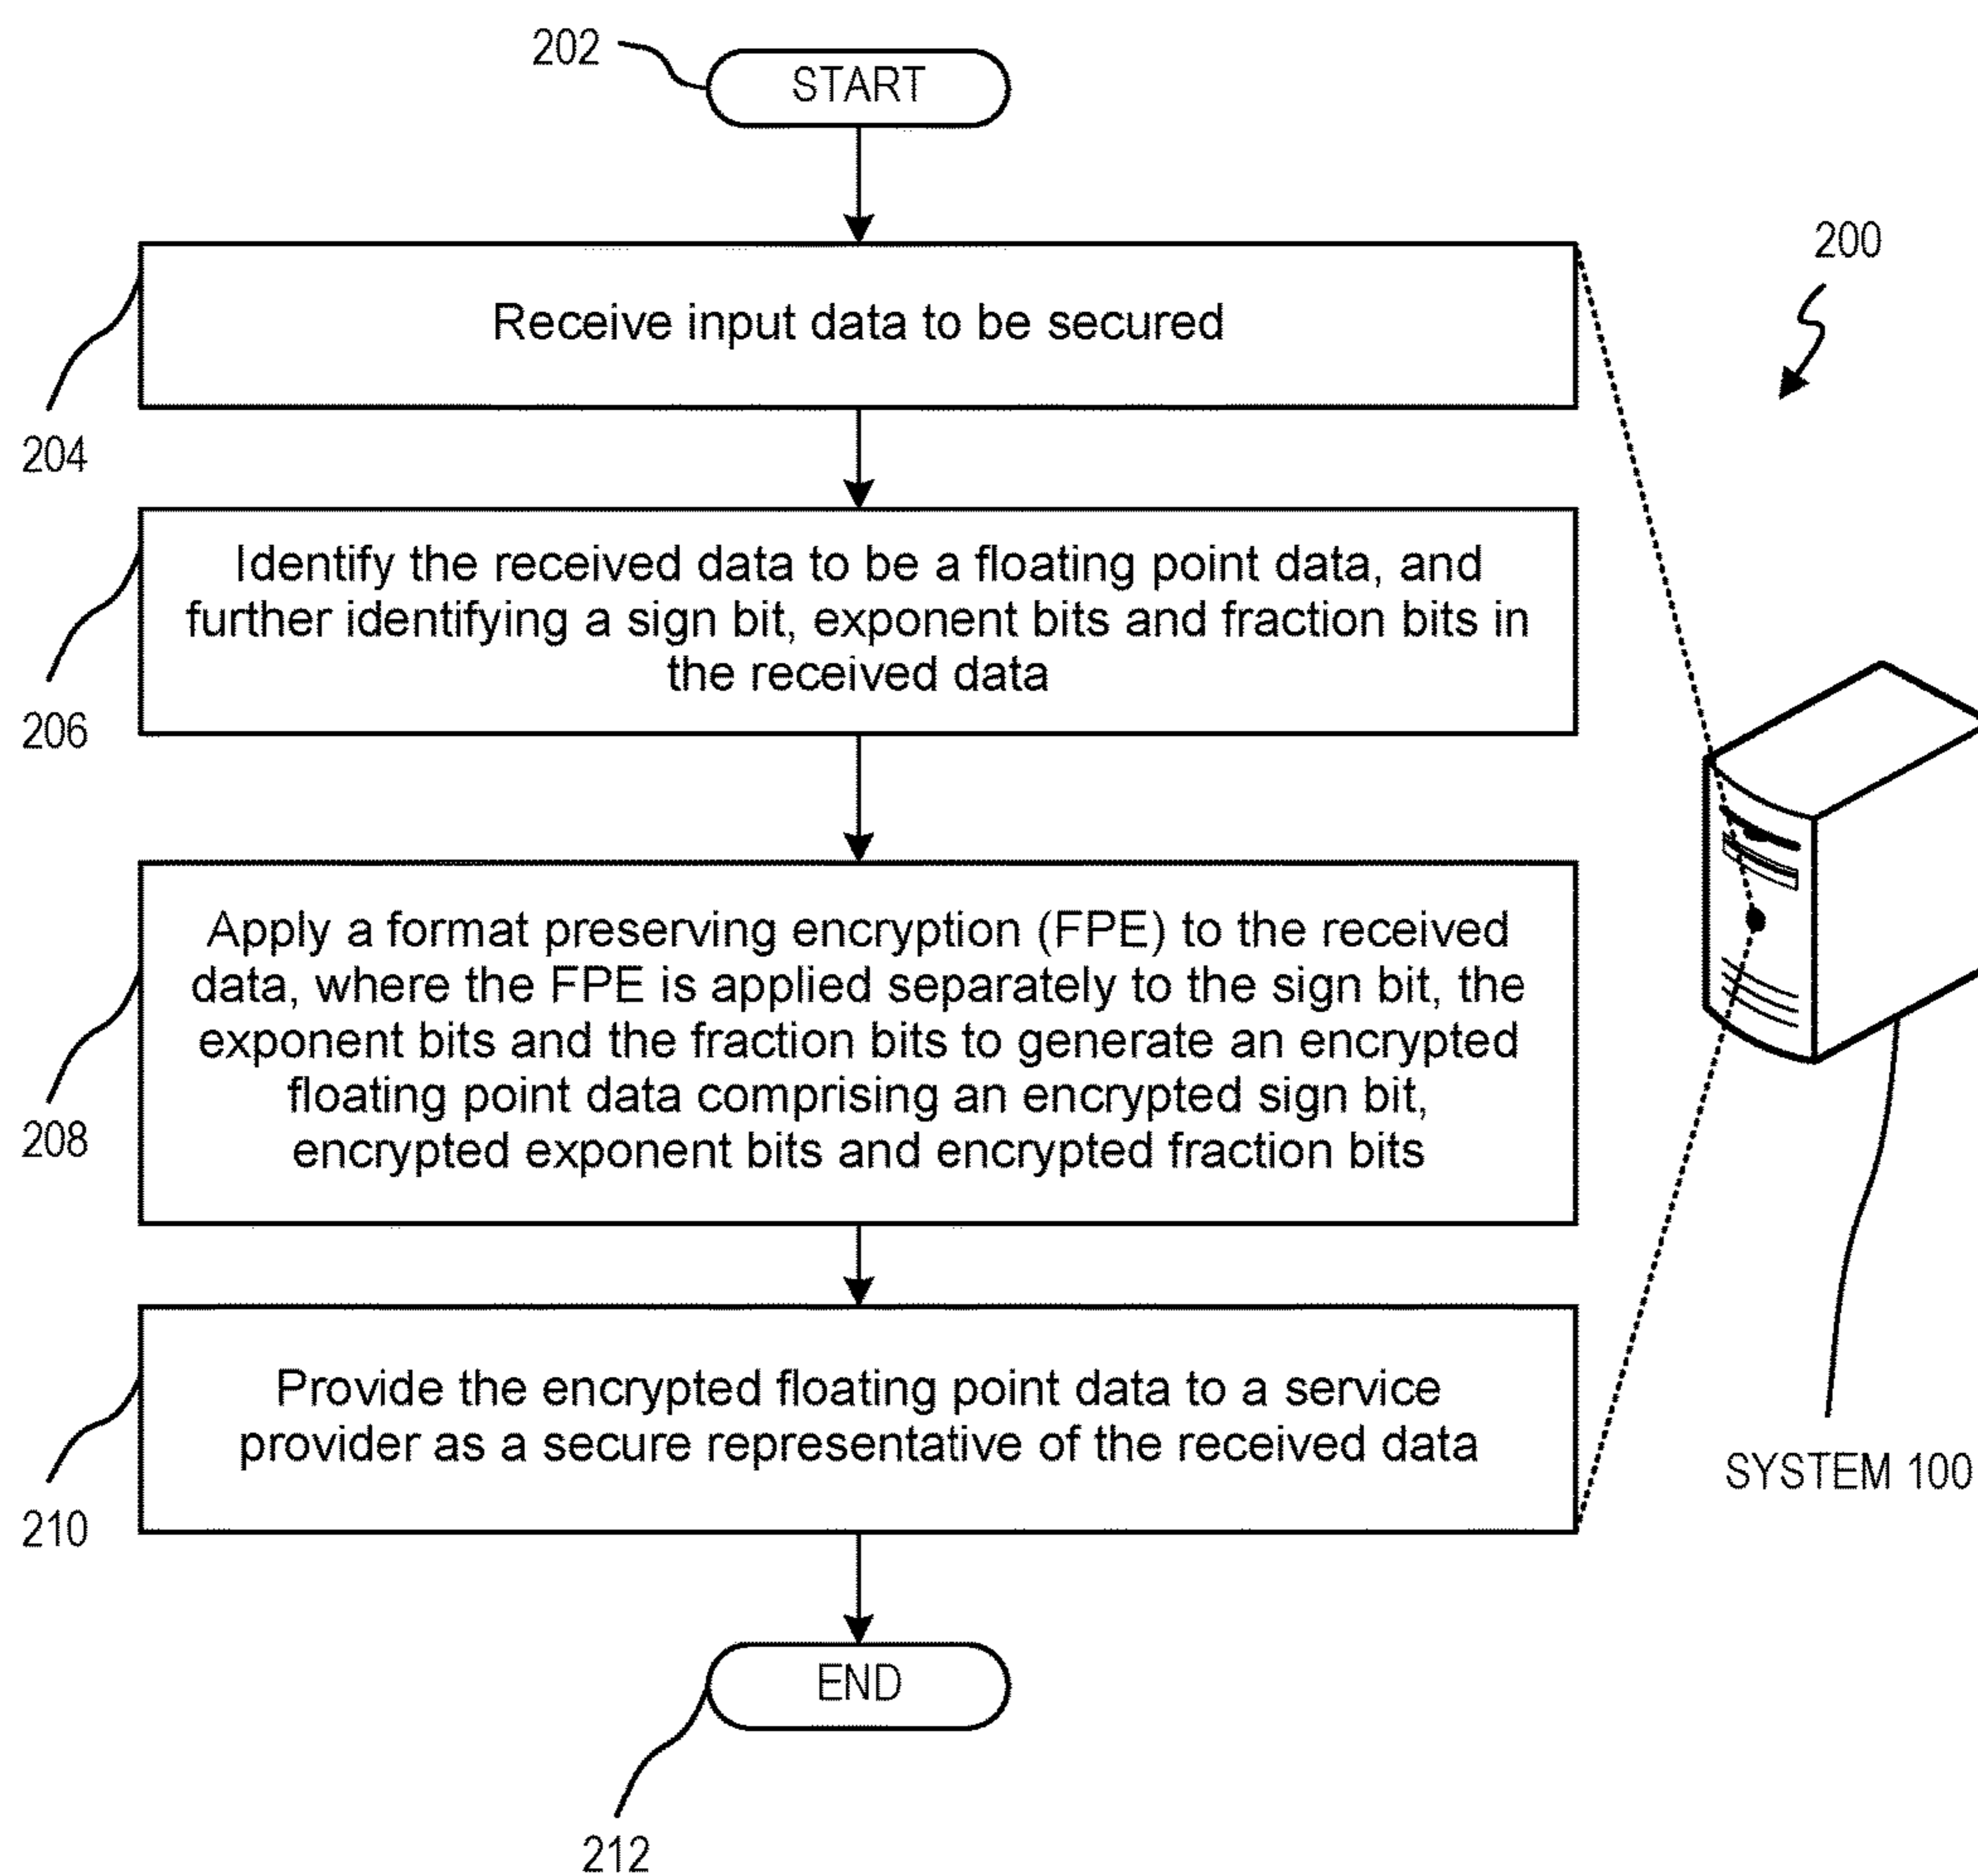 202
START
200
Receive input data to be secured
204
Identify the received data to be a floating point data, and
further identifying a sign bit, exponent bits and fraction bits in
the received data
206
Apply a format preserving encryption (FPE) to the received
data, where the FPE is applied separately to the sign bit, the
exponent bits and the fraction bits to generate an encrypted
floating point data comprising an encrypted sign bit,
encrypted exponent bits and encrypted fraction bits
208
Provide the encrypted floating point data to a service
provider as a secure representative of the received data
SYSTEM 100
210
END
212